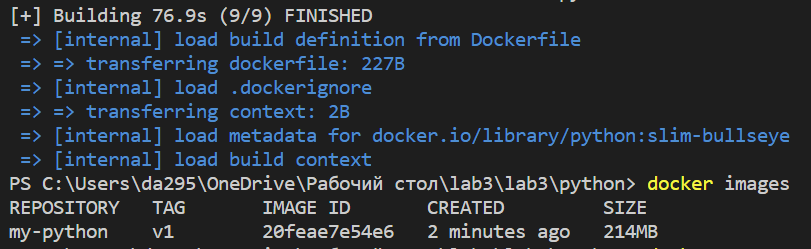 [+] Building 76.9s (9/9) FINISHED
=> [internal] load build definition from Dockerfile
=> => transferring dockerfile: 227B
=> [internal] load .dockerignore
=> => transferring context: 2B
=> [internal] load metadata for docker.io/library/python:slim-bullseye
=> [internal] load build context
PS C:\Users\da295\OneDrive\Рабочий стол\lab3\lab3\python> docker images
REPOSITORY TAG IMAGE ID CREATED SIZE
my-python v1 20feae7e54e6 2 minutes ago 214MB